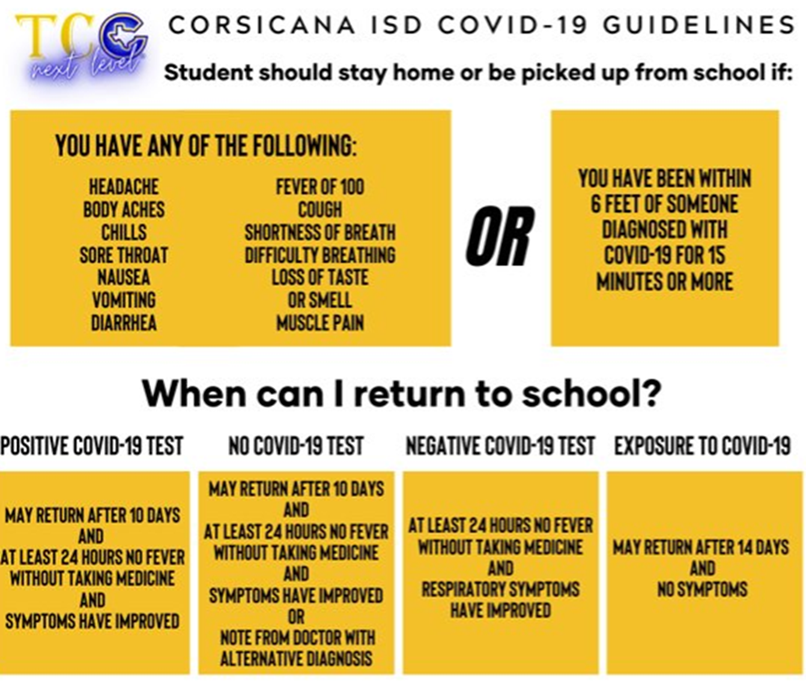 TCG
next level
CORSICANA ISD COVID-19 GUIDELINES
Student should stay home or be picked up from school if:
YOU HAVE ANY OF THE FOLLOWING:
HEADACHE
BODY ACHES
CHILLS
SORE THROAT
NAUSEA
VOMITING
DIARRHEA
FEVER OF 100
COUGH
SHORTNESS OF BREATH
DIFFICULTY BREATHING
LOSS OF TASTE
OR SMELL
MUSCLE PAIN
OR
YOU HAVE BEEN WITHIN
6 FEET OF SOMEONE
DIAGNOSED WITH
COVID-19 FOR 15
MINUTES OR MORE
When can I return to school?
POSITIVE COVID-19 TEST
MAY RETURN AFTER 10 DAYS
AND
AT LEAST 24 HOURS NO FEVER
WITHOUT TAKING MEDICINE
AND
SYMPTOMS HAVE IMPROVED
NO COVID-19 TEST
MAY RETURN AFTER 10 DAYS
AND
AT LEAST 24 HOURS NO FEVER
WITHOUT TAKING MEDICINE
AND
SYMPTOMS HAVE IMPROVED
OR
NOTE FROM DOCTOR WITH
ALTERNATIVE DIAGNOSIS
NEGATIVE COVID-19 TEST
AT LEAST 24 HOURS NO FEVER
WITHOUT TAKING MEDICINE
AND
RESPIRATORY SYMPTOMS
HAVE IMPROVED
EXPOSURE TO COVID-19
MAY RETURN AFTER 14 DAYS
AND
NO SYMPTOMS